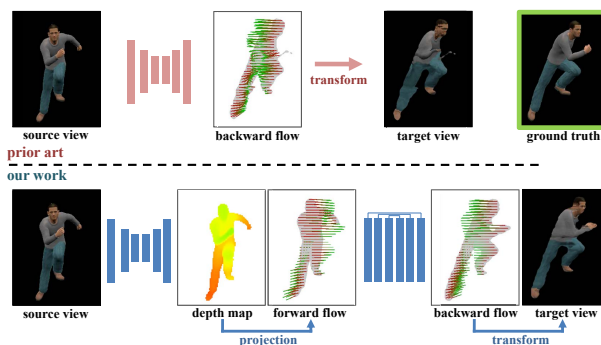 transform
source view
backward flow
target view
ground truth
prior art
our work
source view
depth map
forward flow
backward flow
target view
projection
transform